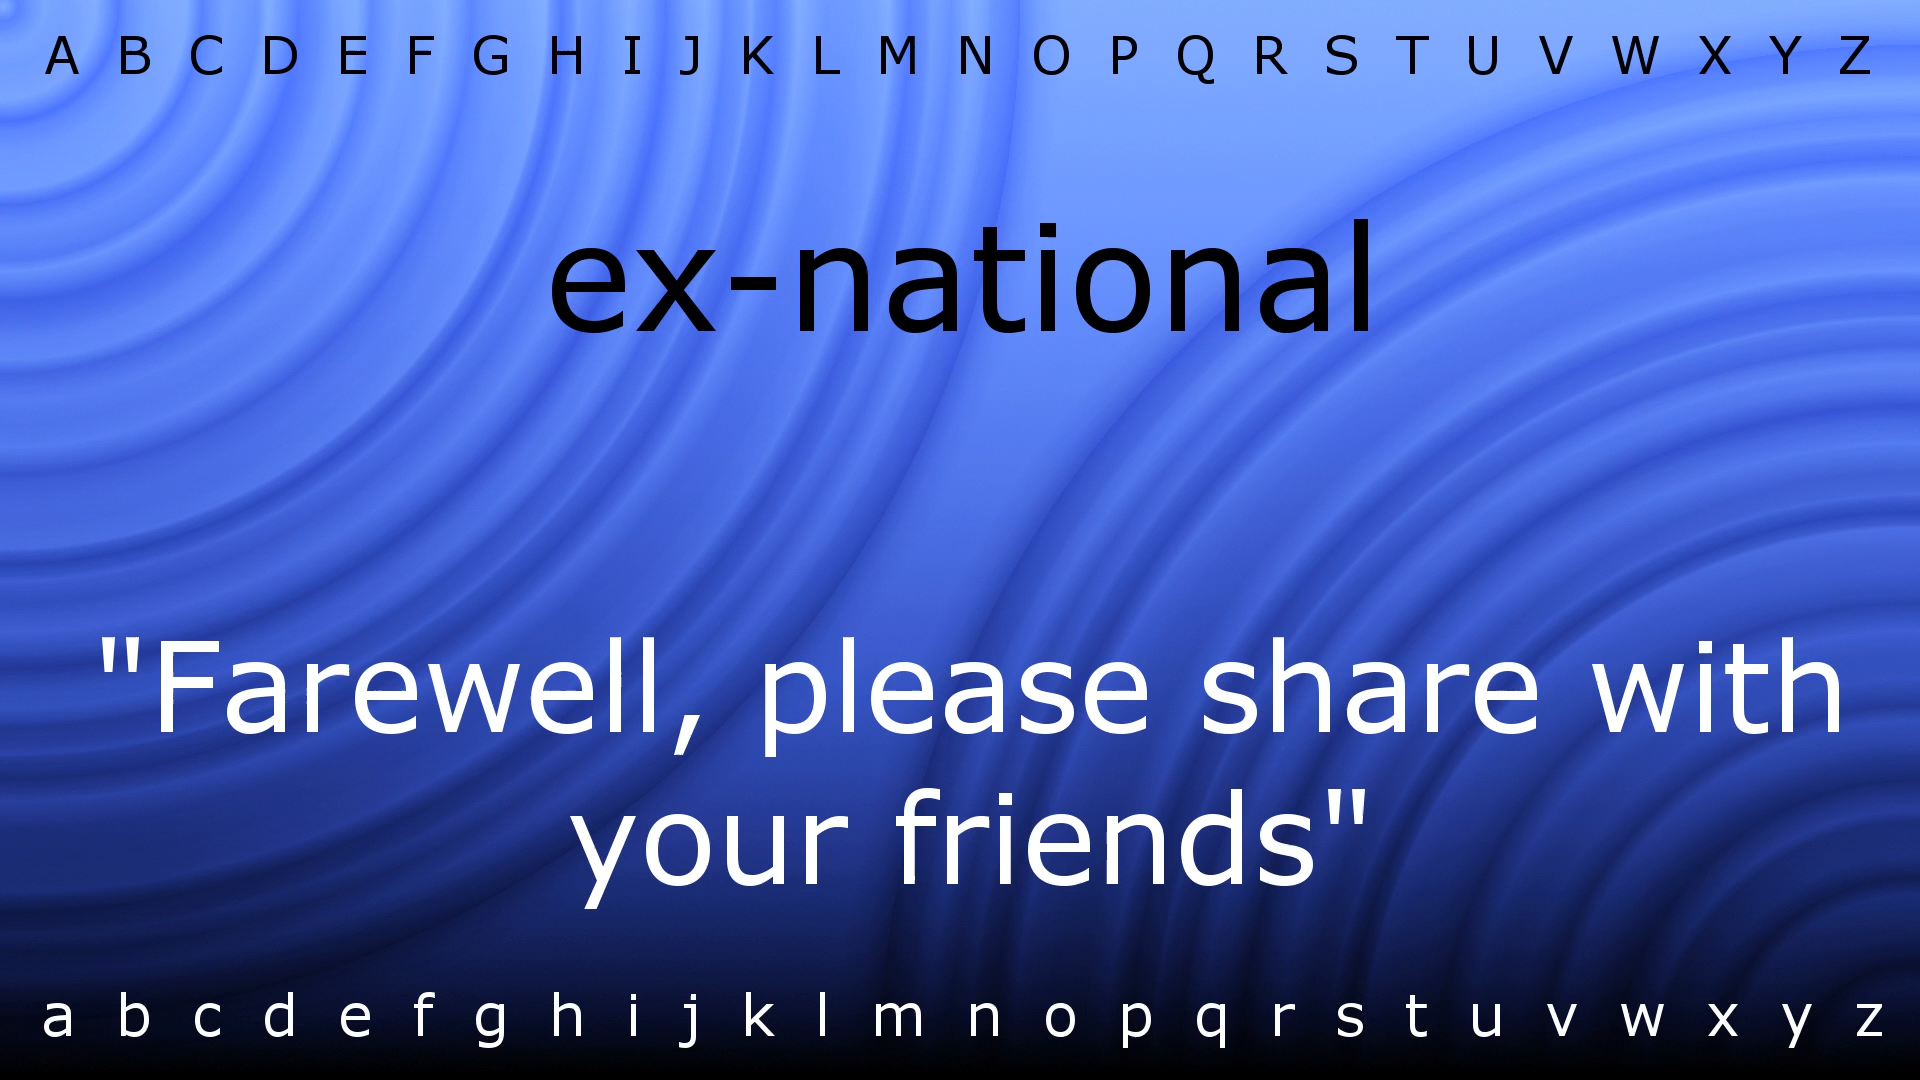 A B C D E F G H I J K L M N O P Q R S T U V W X Y Z
ex-national
"Farewell, please share with
your friends"
a b c d e f g h i j k l m n o p q r s t u v w x y z